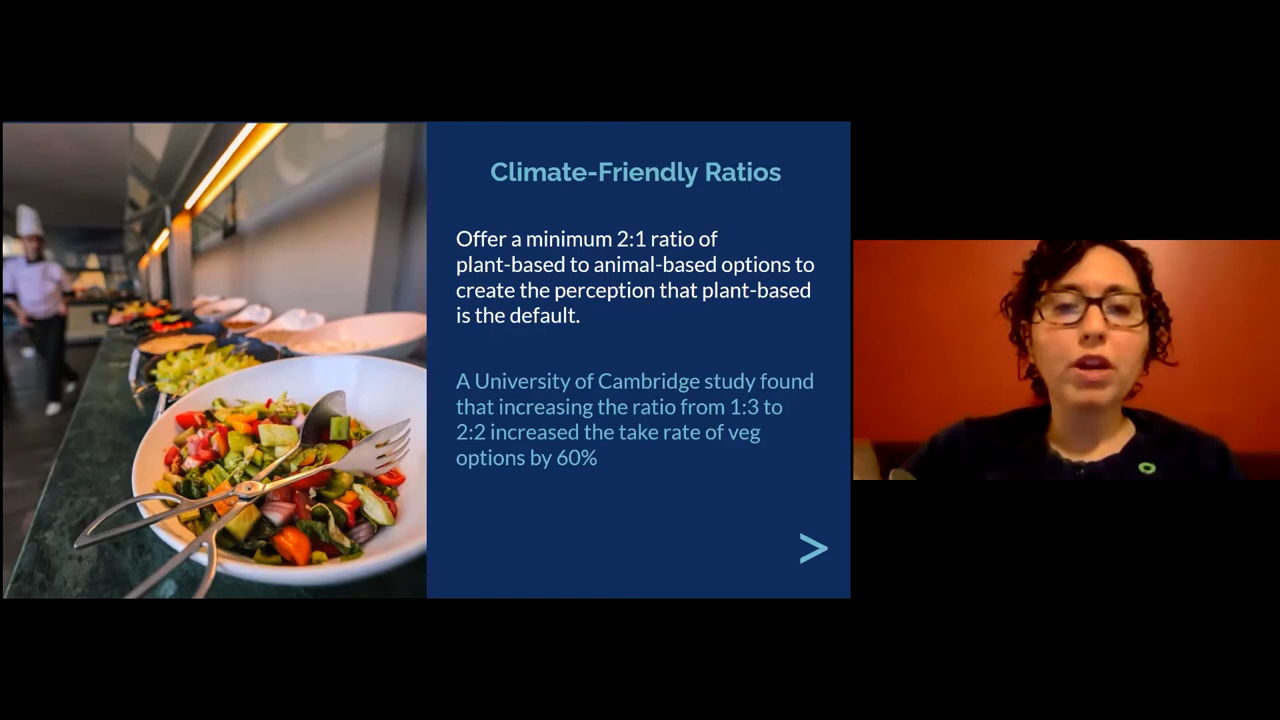 Climate-Friendly Ratios
Offer a minimum 2:1 ratio of
plant-based to animal-based options to
create the perception that plant-based
is the default.
A University of Cambridge study found
that increasing the ratio from 1:3 to
2:2 increased the take rate of veg
options by 60%
>